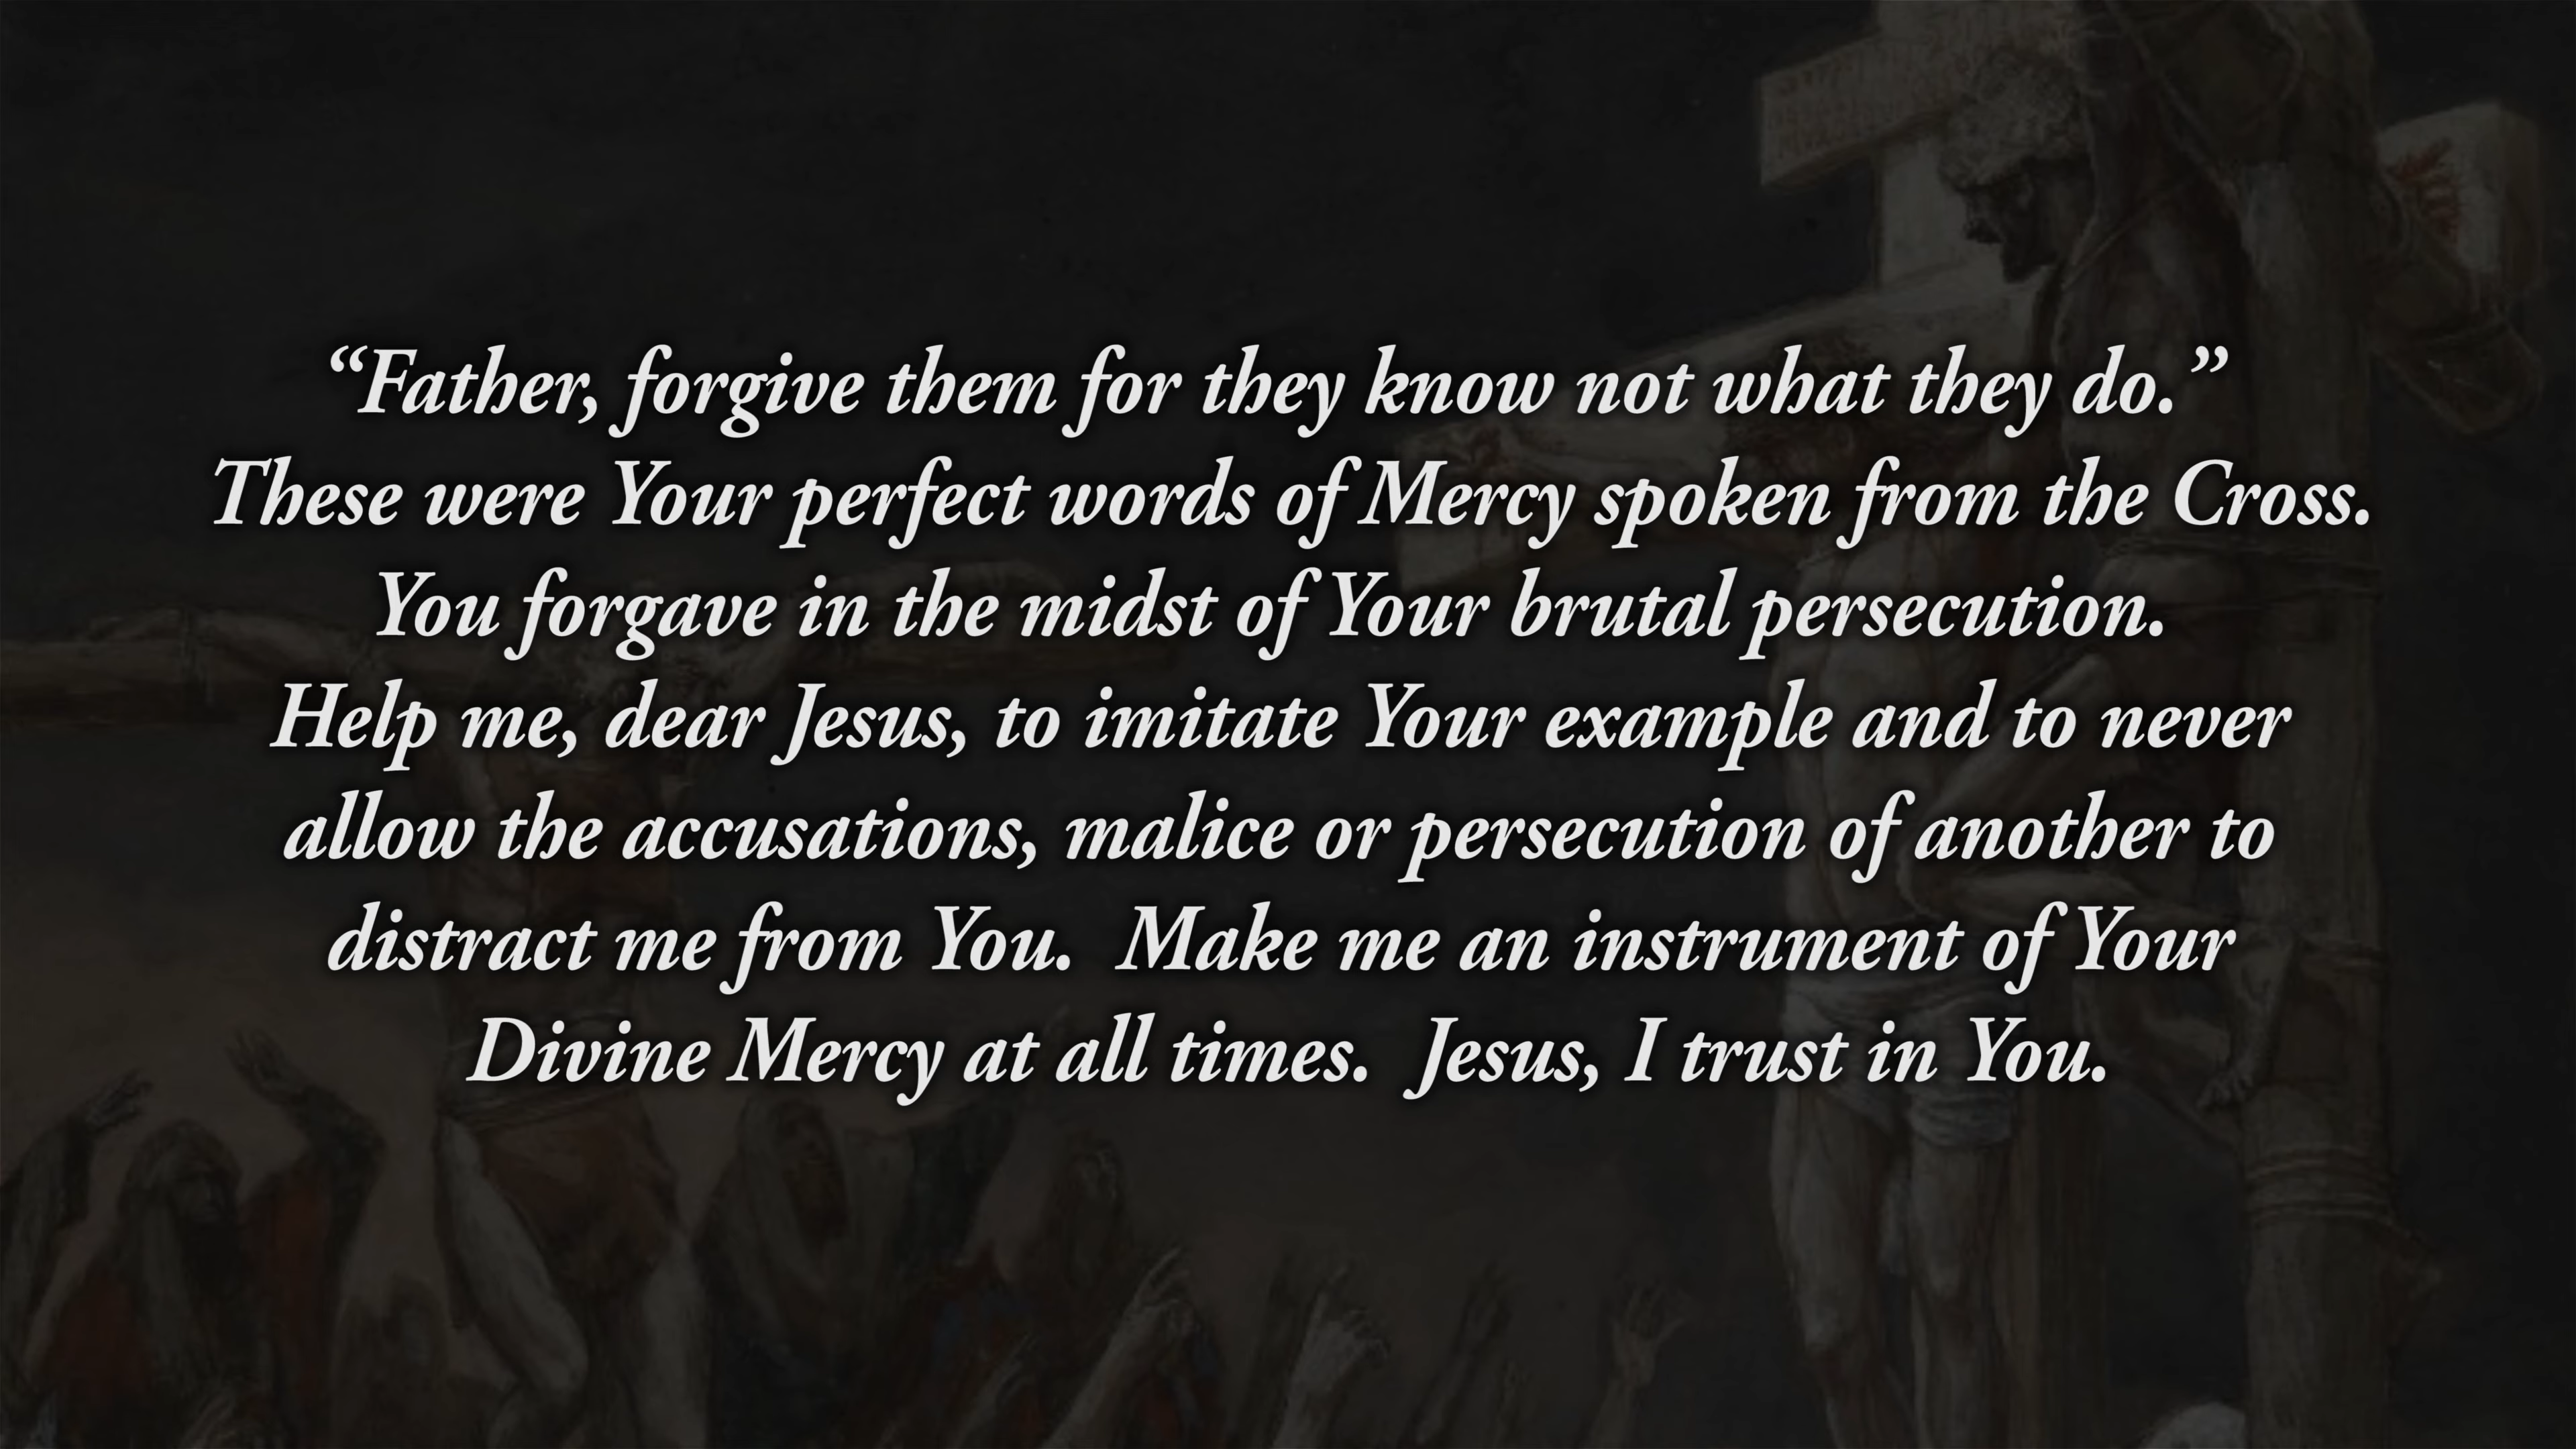 “Father, forgive them for they know not what they do.”
These were Your perfect words of Mercy spoken from the Cross.
You forgave in the midst of Your brutal persecution.
Help me, dear Jesus, to imitate Your example and to never
allow the accusations, malice or persecution of another to
distract me from You.  Make me an instrument of Your
Divine Mercy at all times.  Jesus, I trust in You.